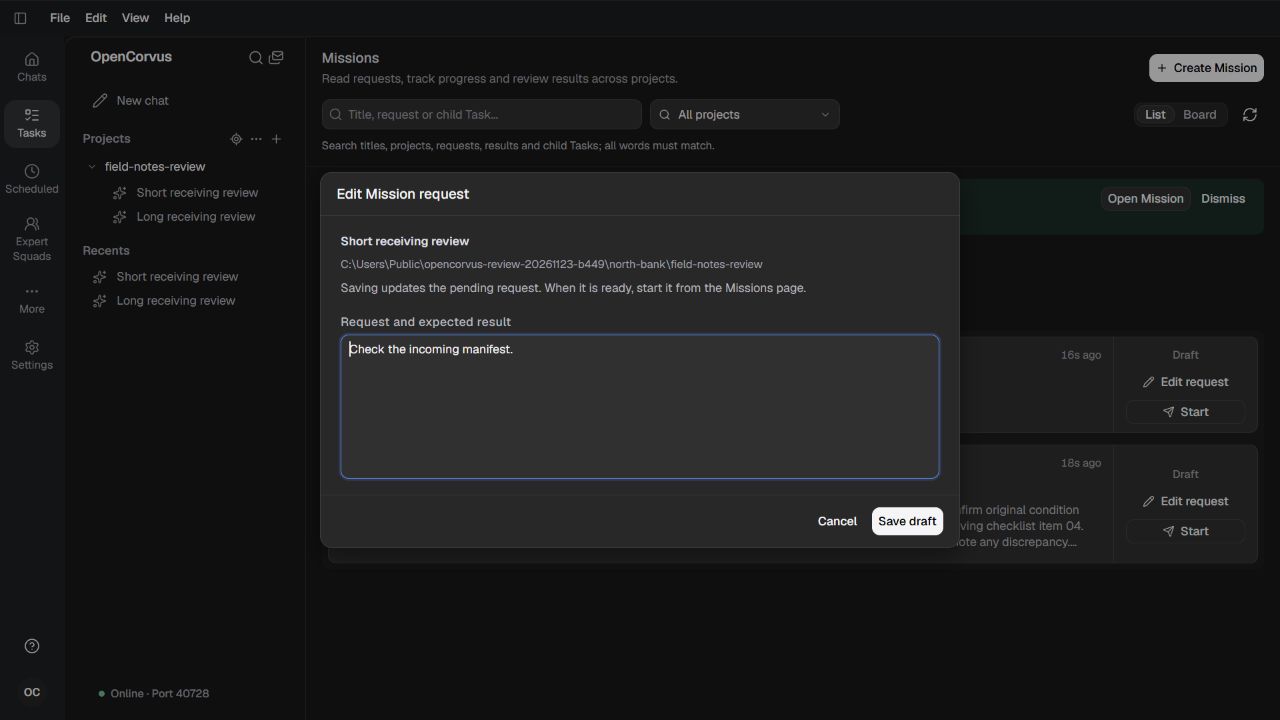 File Edit View Help
Chats
Tasks
Scheduled
Expert
Squads
More
Settings
OC
OpenCorvus
New chat
Projects
field-notes-review
Short receiving review
Long receiving review
Recents
Short receiving review
Long receiving review
Online · Port 40728
Missions
Read requests, track progress and review results across projects.
Create Mission
Title, request or child Task...
All projects
List Board
Search titles, projects, requests, results and child Tasks; all words must match.
Open Mission Dismiss
Edit Mission request
Short receiving review
C:\Users\Public\opencorvus-review-20261123-b449\north-bank\field-notes-review
Saving updates the pending request. When it is ready, start it from the Missions page.
Request and expected result
Check the incoming manifest.
Cancel Save draft
16s ago
Draft
Edit request
Start
18s ago
Draft
Edit request
Start
firm original condition
ving checklist item 04.
ote any discrepancy....